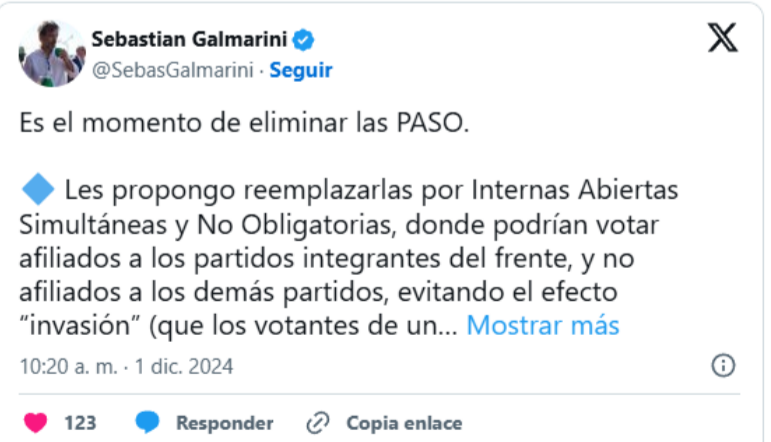 Sebastian Galmarini
@SebasGalmarini · Seguir
Es el momento de eliminar las PASO.
Les propongo reemplazarlas por Internas Abiertas
Simultáneas y No Obligatorias, donde podrían votar
afiliados a los partidos integrantes del frente, y no
afiliados a los demás partidos, evitando el efecto
“invasión” (que los votantes de un... Mostrar más
10:20 a. m. · 1 dic. 2024
123 Responder Copia enlace